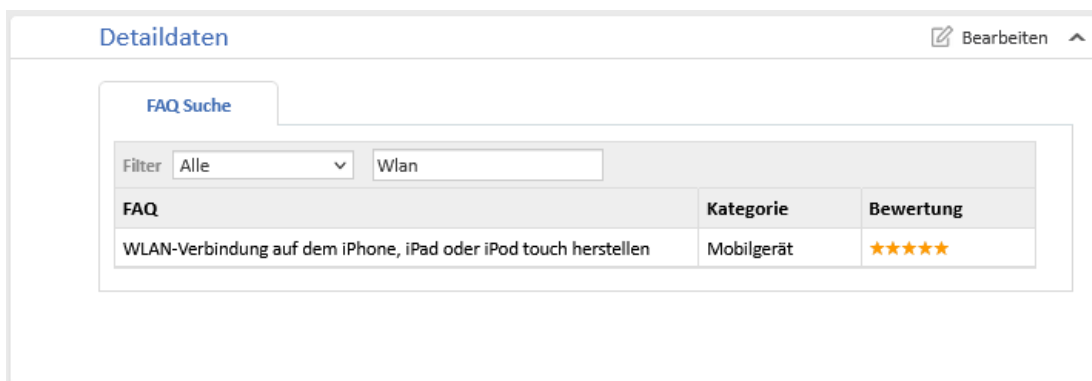 Detaildaten Bearbeiten
FAQ Suche
Filter Alle Wlan
FAQ Kategorie Bewertung
WLAN-Verbindung auf dem iPhone, iPad oder iPod touch herstellen Mobilgerät